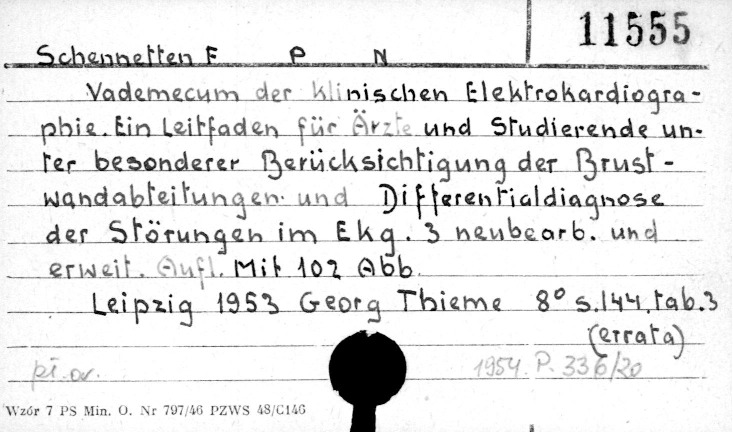 11555
Schennetten F P N
Vademecum der klinischen Elektrokardiogra-
phie. Ein Leitfaden für Ärzte und Studierende un-
ter besonderer Berücksichtigung der Brust-
wandableitungen und Differentialdiagnose
der Störungen im Ekg. 3 neubearb. und
erweit. Aufl. Mit 102 Abb.
Leipzig 1953 Georg Thieme 8° s.144. tab.3
(errata)
pł. or. 1954. P. 336/20
Wzór 7 PS Min. O. Nr 797/46 PZWS 48/C146